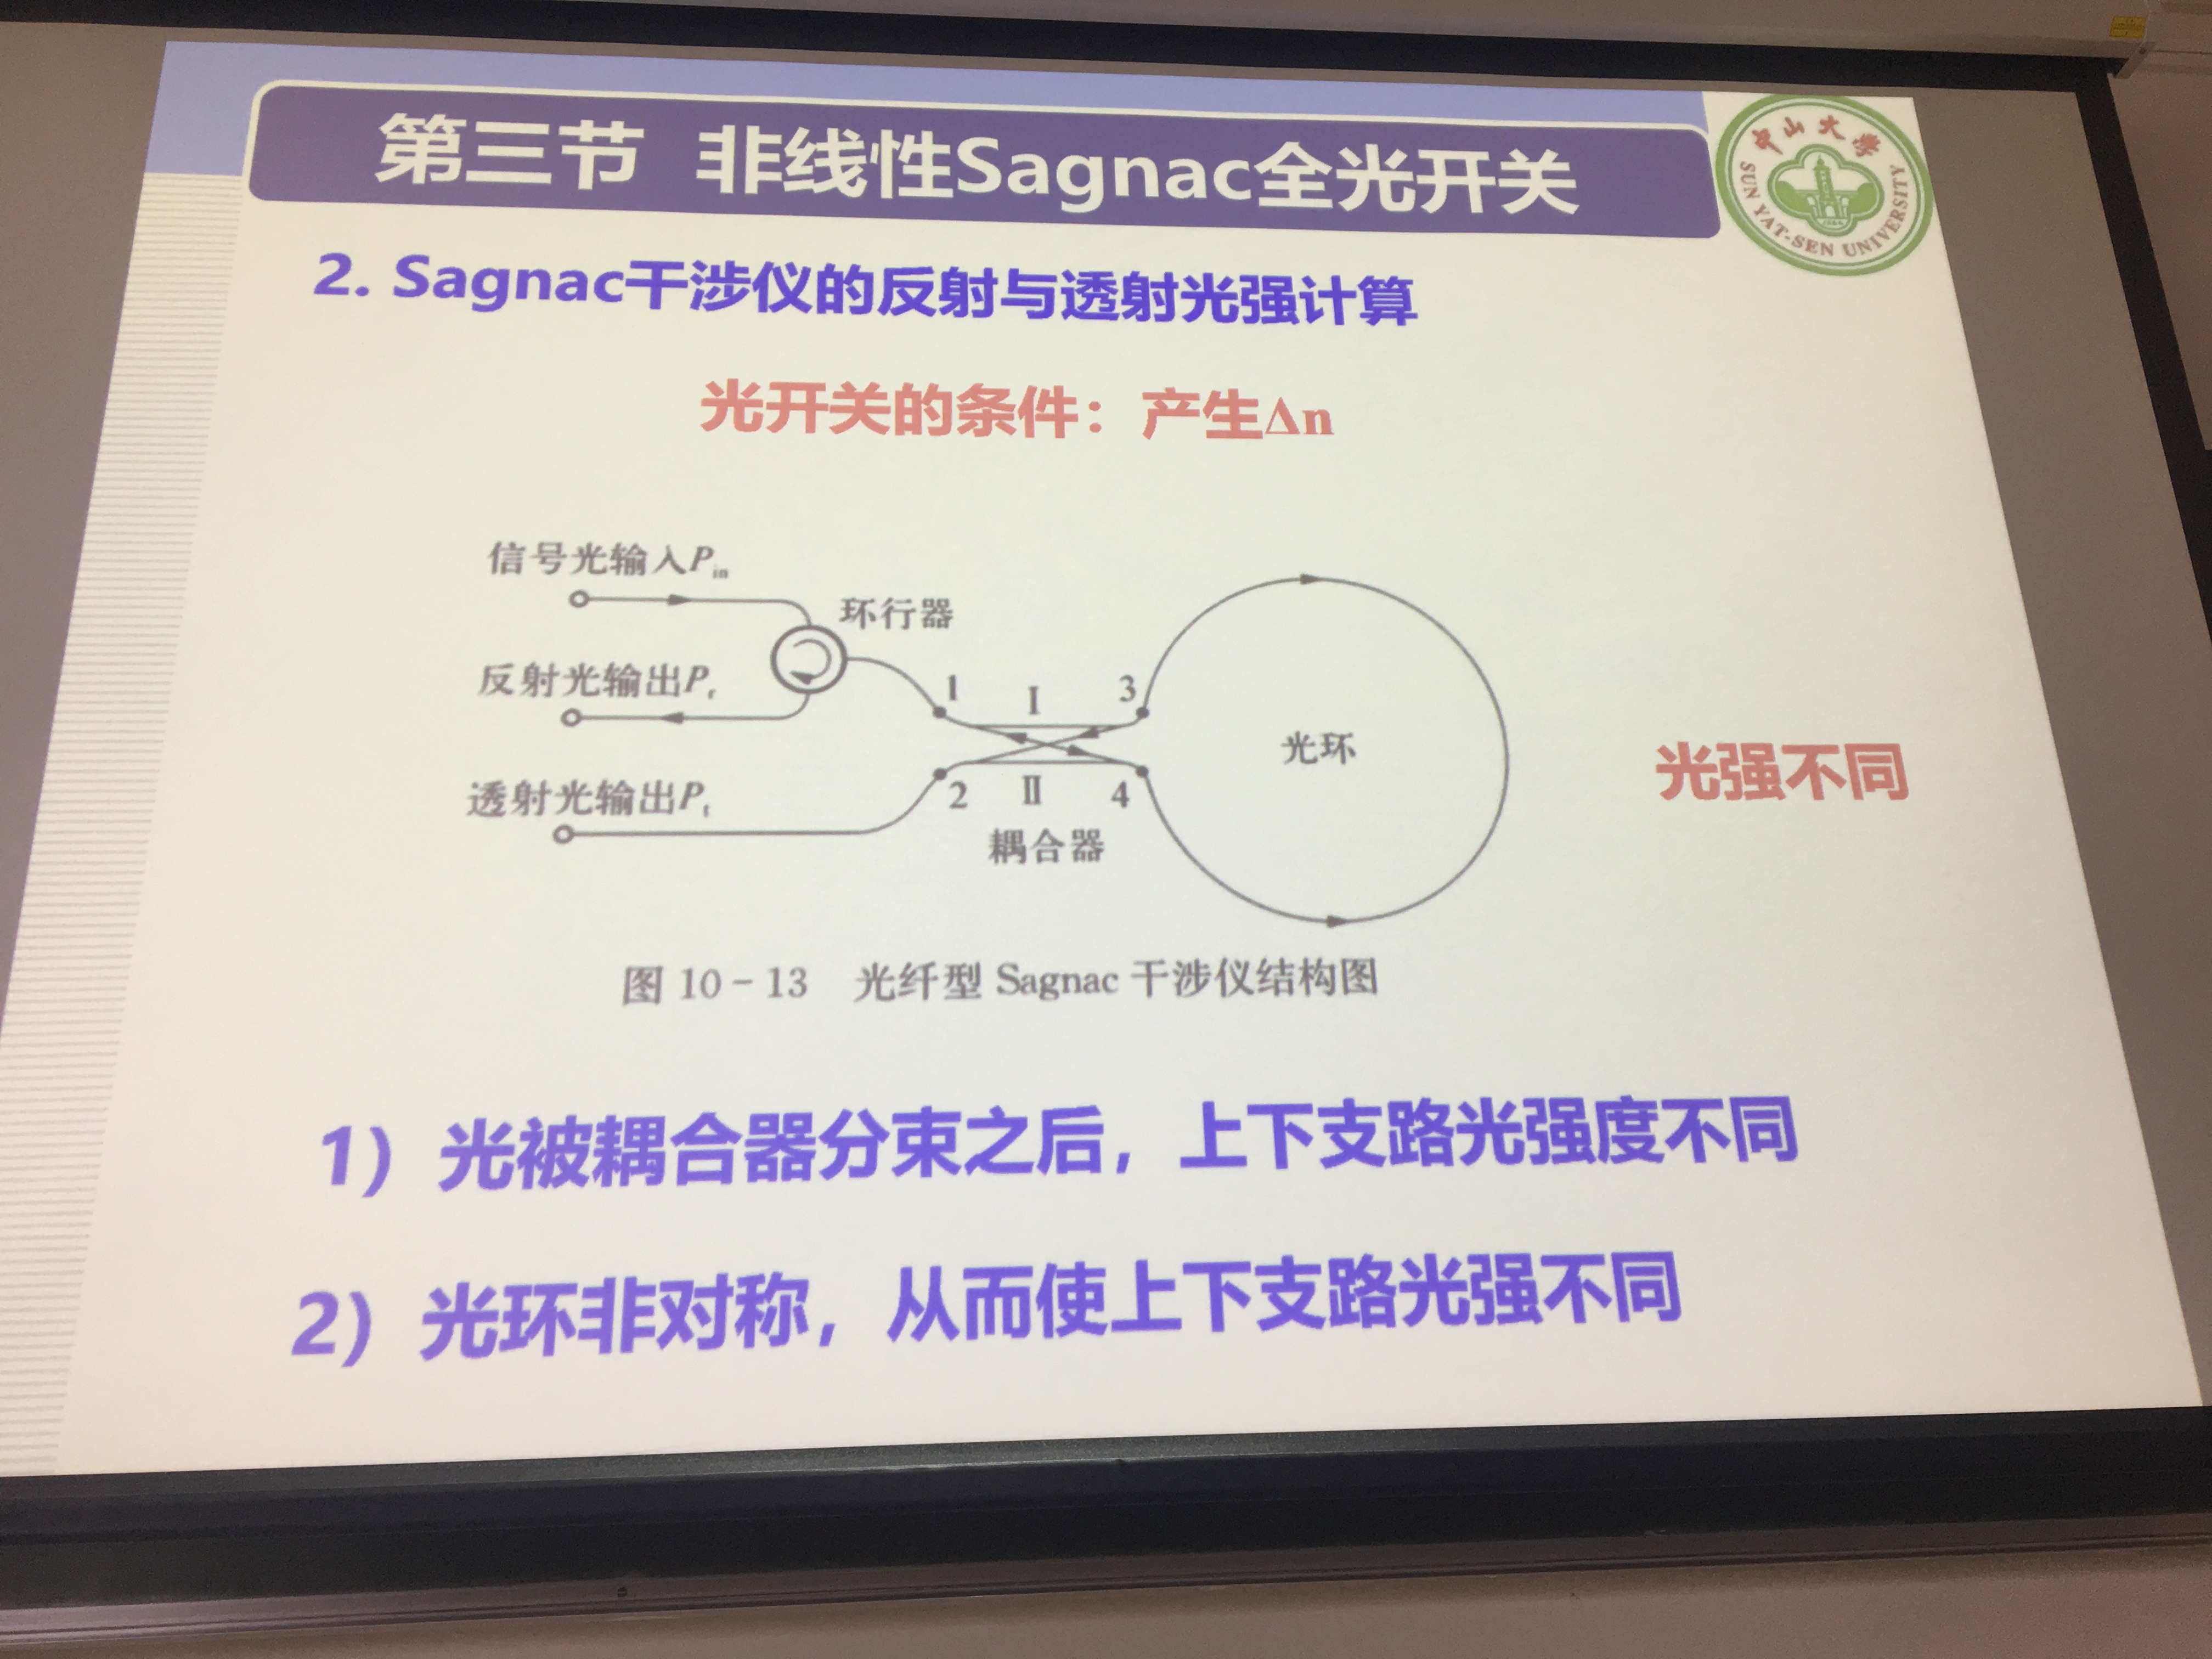 第三节 非线性Sagnac全光开关
中山大学
SUN YAT-SEN UNIVERSITY
2. Sagnac干涉仪的反射与透射光强计算
光开关的条件：产生Δn
信号光输入Pin
环行器
反射光输出Pr
1 I 3
光环
光强不同
透射光输出Pt
2 II 4
耦合器
图 10-13 光纤型 Sagnac 干涉仪结构图
1）光被耦合器分束之后，上下支路光强度不同
2）光环非对称，从而使上下支路光强不同